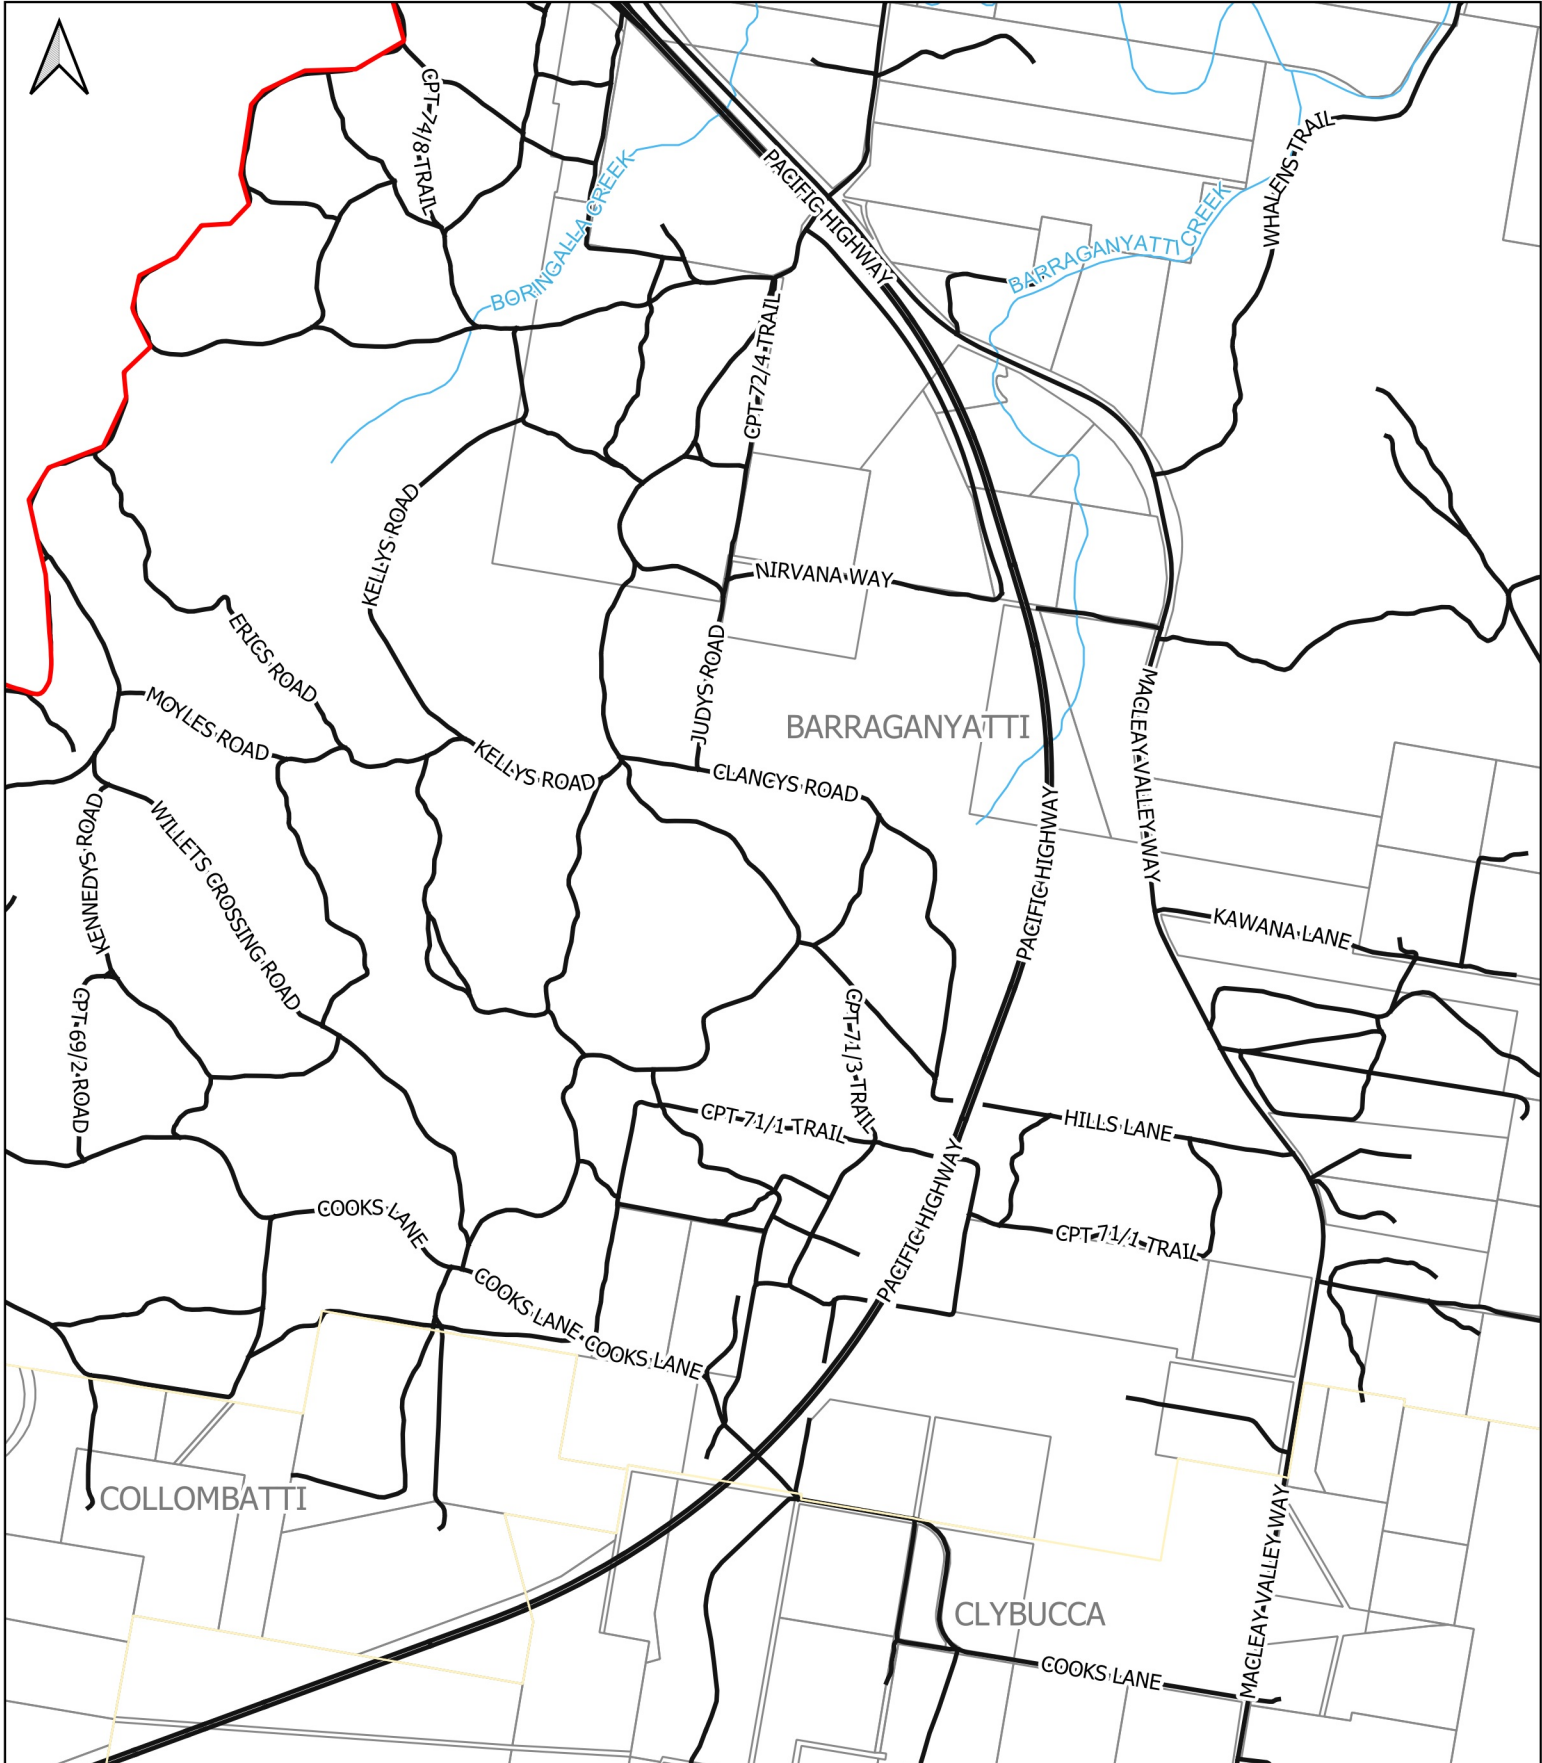 CPT-74/8-TRAIL
PACIFIC HIGHWAY
WHALENS-TRAIL
BORINGALLA CREEK
BARRAGANYATTI CREEK
CPT-72/4-TRAIL
KELLYS ROAD
NIRVANA WAY
ERICS ROAD
JUDYS ROAD
MOYLES ROAD
BARRAGANYATTI
MACLEAY-VALLEY-WAY
KELLYS ROAD
CLANCYS ROAD
KENNEDYS ROAD
WILLETS CROSSING ROAD
PACIFIC HIGHWAY
KAWANA LANE
CPT-69/2-ROAD
CPT-71/3-TRAIL
CPT-71/1 TRAIL
HILLS LANE
PACIFIC HIGHWAY
COOKS LANE
CPT-71/1-TRAIL
COOKS LANE
COOKS LANE
COLLOMBATTI
MACLEAY-VALLEY-WAY
CLYBUCCA
COOKS LANE